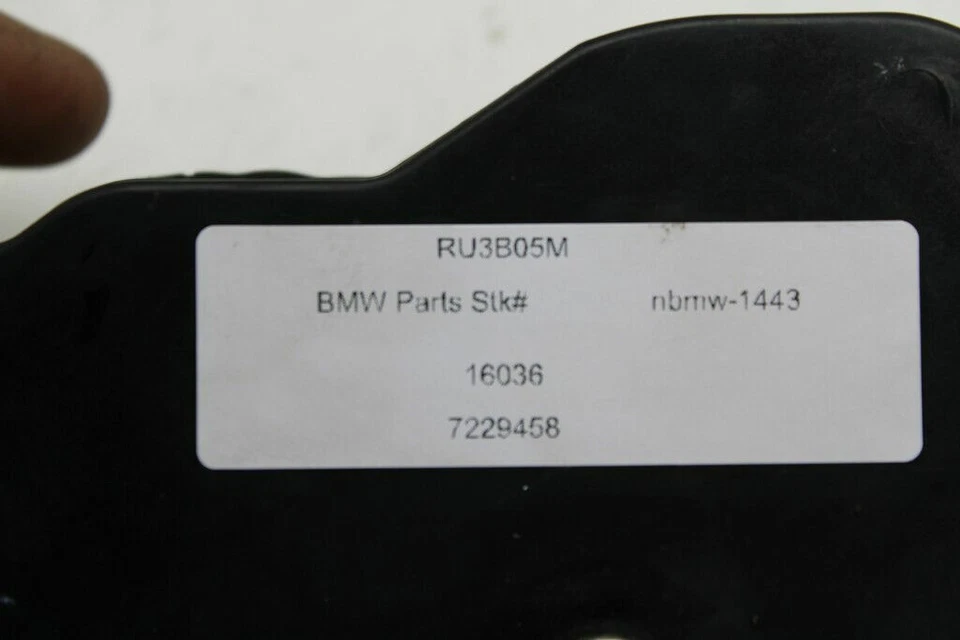 RU3B05M
BMW Parts Stk# nbmw-1443
16036
7229458